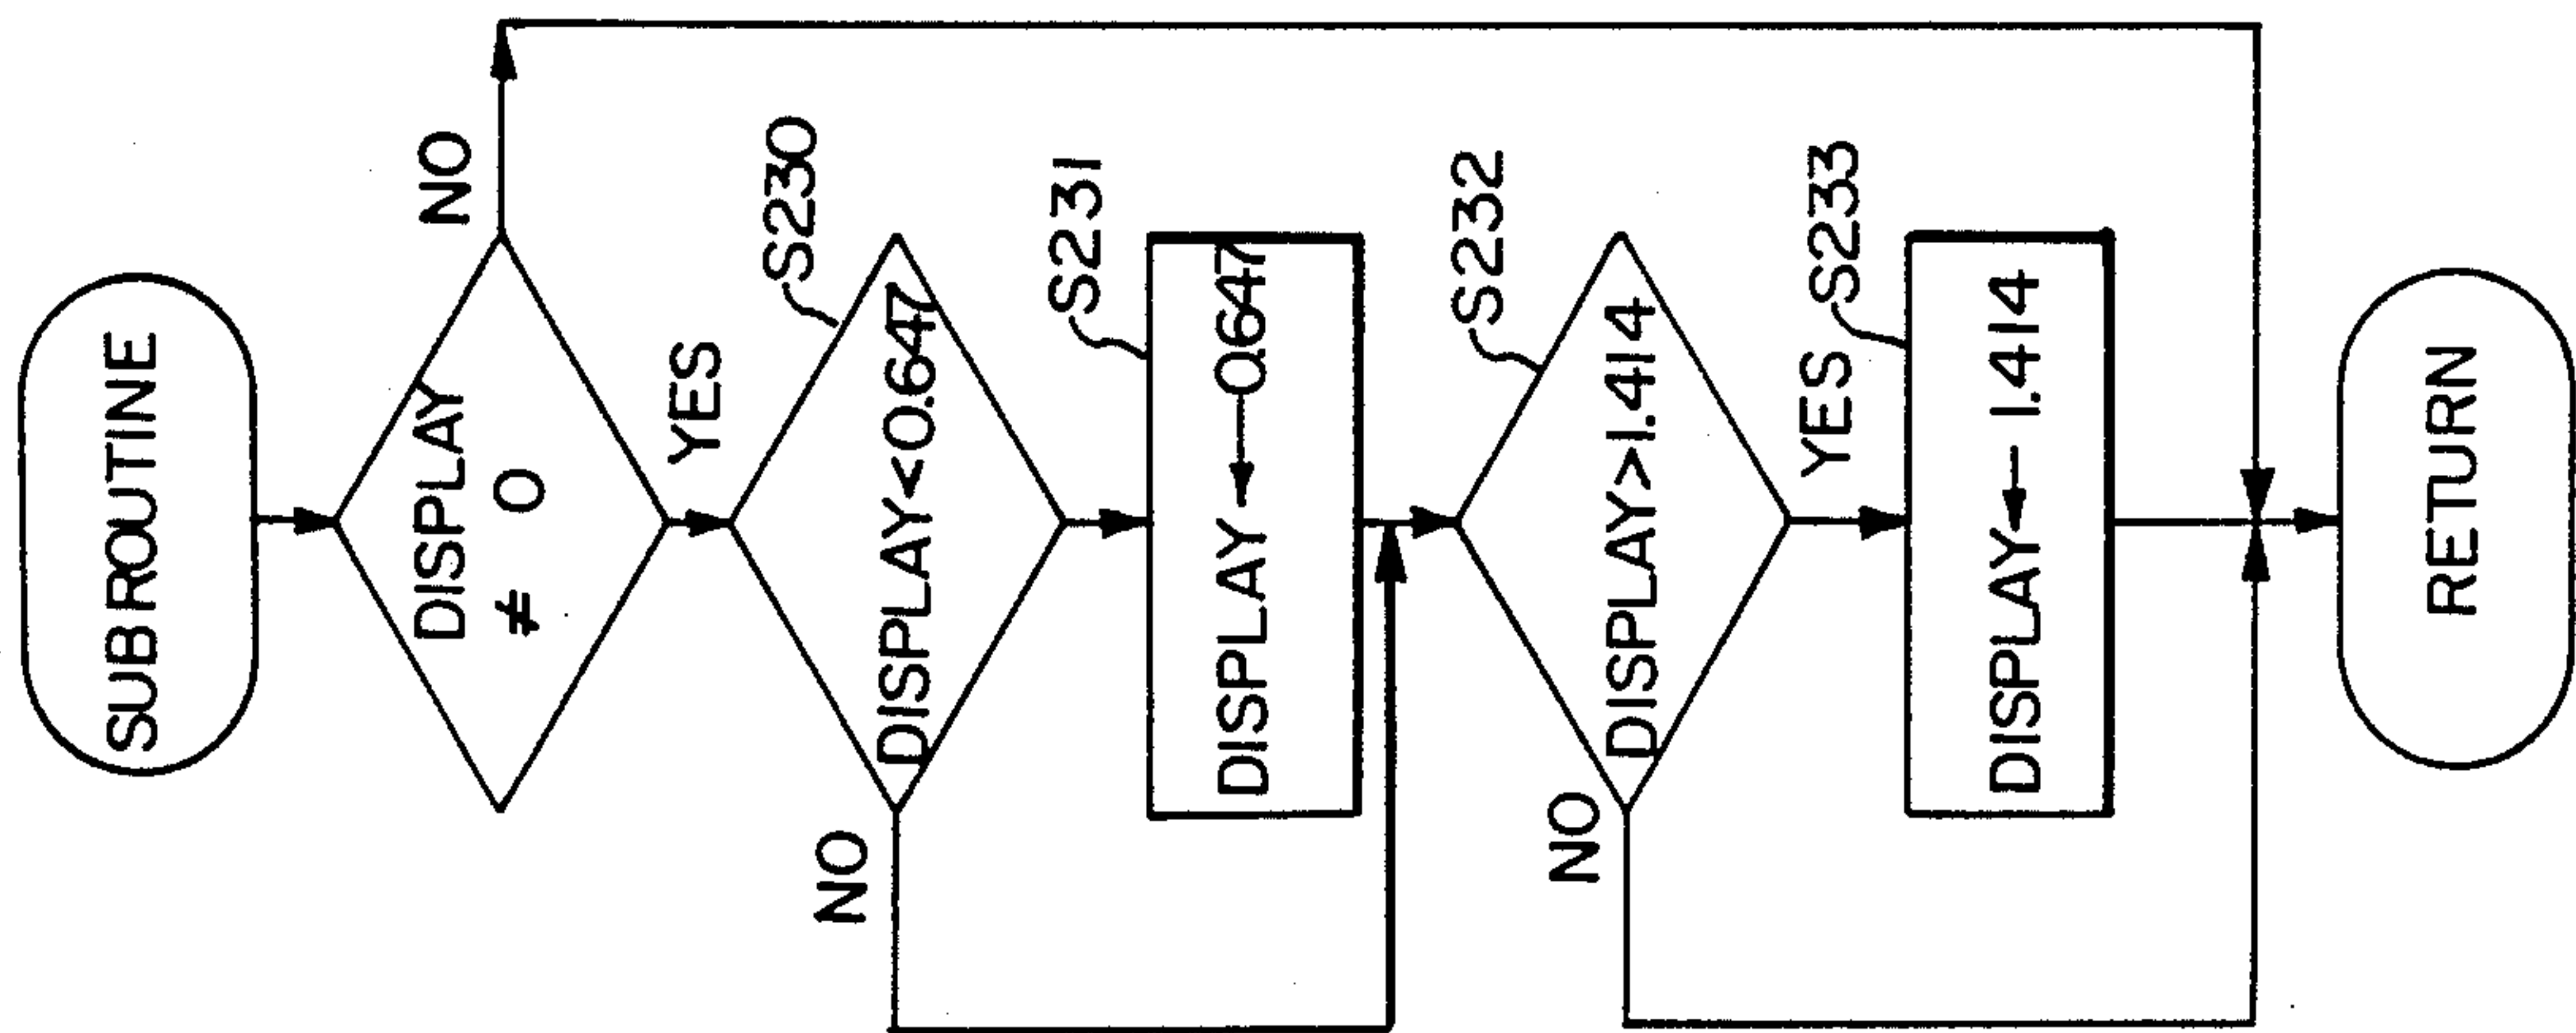 SUBROUTINE
DISPLAY
≠ 0
NO
YES
S230
DISPLAY<0.647
NO
S231
DISPLAY←0.647
S232
DISPLAY>1.414
NO
YES
S233
DISPLAY←1.414
RETURN